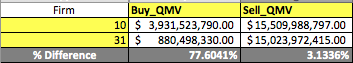 Firm Buy_QMV Sell_QMV
10 $ 3,931,523,790.00 $15,509,988,797.00
31 $ 880,498,330.00 $15,023,972,415.00
% Difference 77.6041% 3.1336%